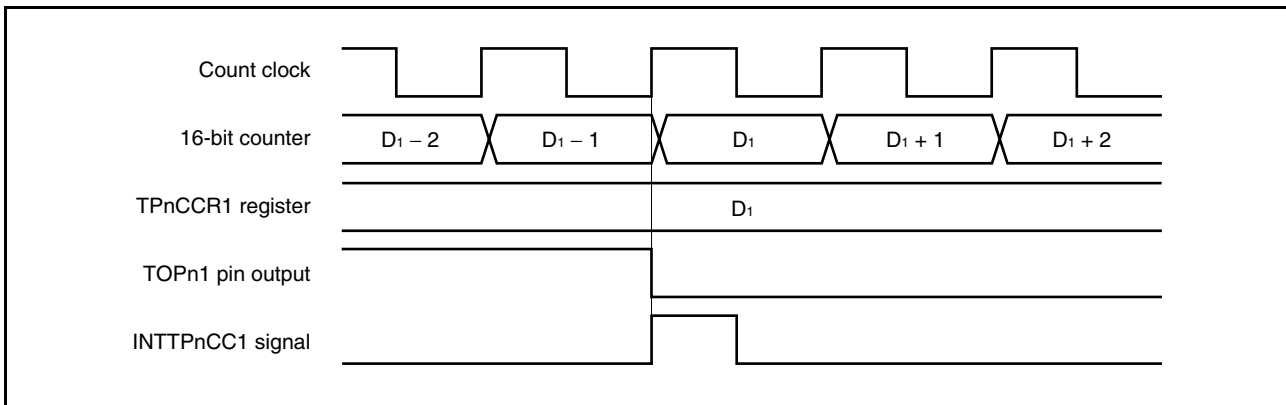 Count clock
16-bit counter
D₁ − 2
D₁ − 1
D₁
D₁ + 1
D₁ + 2
TPnCCR1 register
D₁
TOPn1 pin output
INTTPnCC1 signal